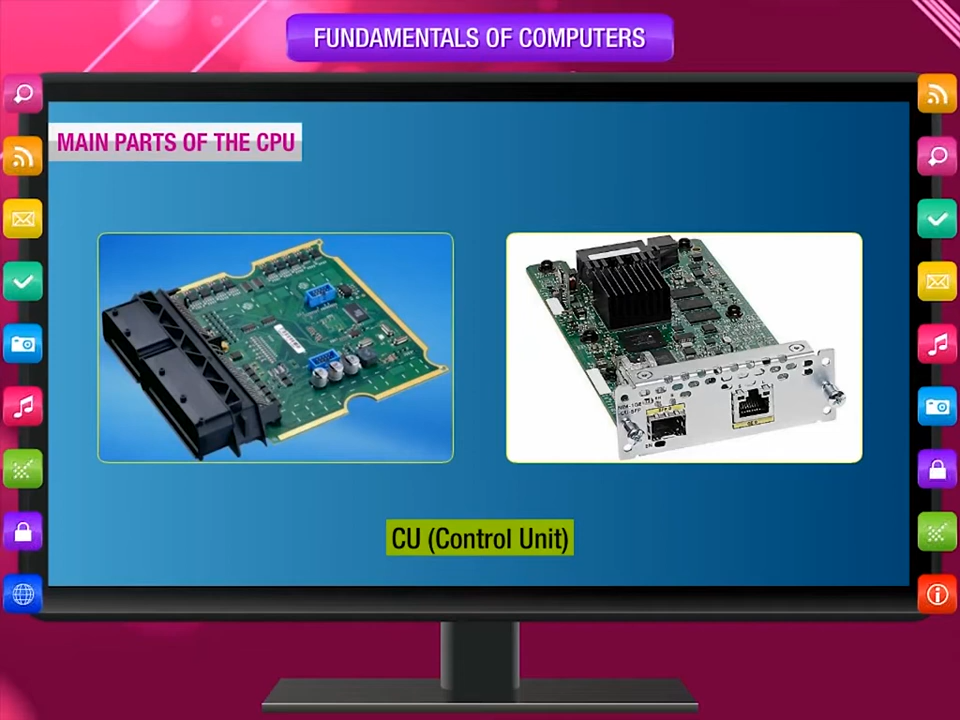 FUNDAMENTALS OF COMPUTERS
MAIN PARTS OF THE CPU
CU (Control Unit)